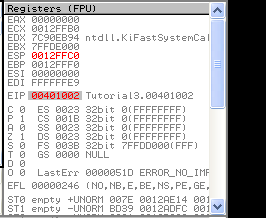 Registers (FPU)
EAX 00000000
ECX 0012FFB0
EDX 7C90EB94 ntdll.KiFastSystemCal
EBX 7FFDE000
ESP 0012FFC0
EBP 0012FFF0
ESI 00000000
EDI FFFFFFE9
EIP 00401002 Tutorial3.00401002
C 0 ES 0023 32bit 0(FFFFFFFF)
P 1 CS 001B 32bit 0(FFFFFFFF)
A 0 SS 0023 32bit 0(FFFFFFFF)
Z 1 DS 0023 32bit 0(FFFFFFFF)
S 0 FS 003B 32bit 7FFDD000(FFF)
T 0 GS 0000 NULL
D 0
O 0 LastErr 0000051D ERROR_NO_IMP
EFL 00000246 (NO,NB,E,BE,NS,PE,GE,
ST0 empty +UNORM 007E 0012AE14 001
ST1 empty -UNORM BD39 0012ADFC 001